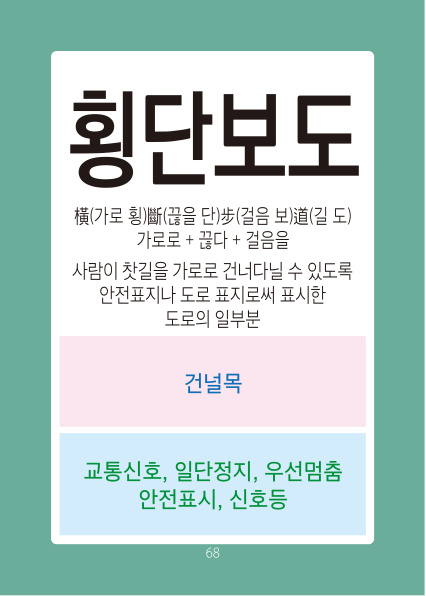 횡단보도
橫(가로 횡)斷(끊을 단)步(걸음 보)道(길 도)
가로로 + 끊다 + 걸음을
사람이 찻길을 가로로 건너다닐 수 있도록
안전표지나 도로 표지로써 표시한
도로의 일부분
건널목
교통신호, 일단정지, 우선멈춤
안전표시, 신호등
68